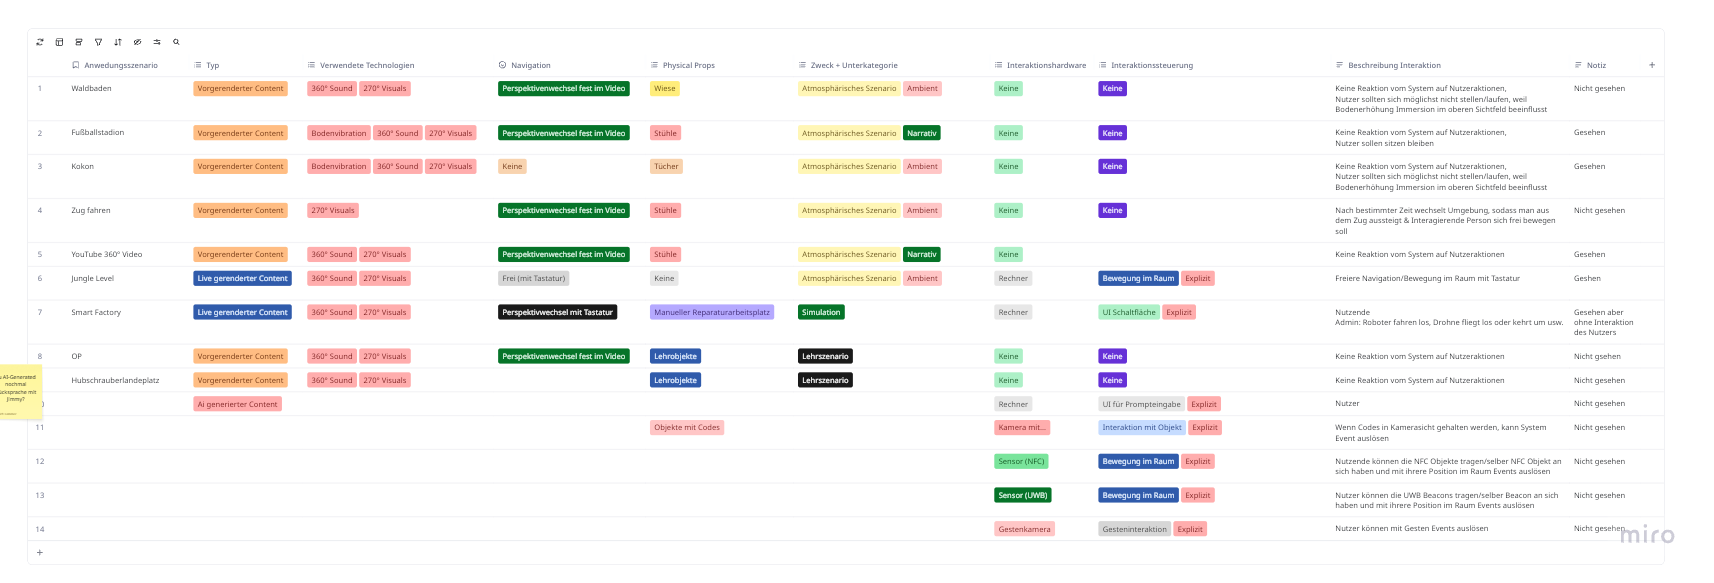 Anwedungsszenario Typ Verwendete Technologien Navigation Physical Props Zweck + Unterkategorie Interaktionshardware Interaktionssteuerung Beschreibung Interaktion Notiz +
1 Waldbaden Vorgerenderter Content 360° Sound 270° Visuals Perspektivenwechsel fest im Video Wiese Atmosphärisches Szenario Ambient Keine Keine Keine Reaktion vom System auf Nutzeraktionen, Nicht gesehen
Nutzer sollten sich möglichst nicht stellen/laufen, weil
Bodenerhöhung Immersion im oberen Sichtfeld beeinflusst
2 Fußballstadion Vorgerenderter Content Bodenvibration 360° Sound 270° Visuals Perspektivenwechsel fest im Video Stühle Atmosphärisches Szenario Narrativ Keine Keine Keine Reaktion vom System auf Nutzeraktionen, Gesehen
Nutzer sollen sitzen bleiben
3 Kokon Vorgerenderter Content Bodenvibration 360° Sound 270° Visuals Keine Tücher Atmosphärisches Szenario Ambient Keine Keine Keine Reaktion vom System auf Nutzeraktionen, Gesehen
Nutzer sollten sich möglichst nicht stellen/laufen, weil
Bodenerhöhung Immersion im oberen Sichtfeld beeinflusst
4 Zug fahren Vorgerenderter Content 270° Visuals Perspektivenwechsel fest im Video Stühle Atmosphärisches Szenario Ambient Keine Keine Nach bestimmter Zeit wechselt Umgebung, sodass man aus Nicht gesehen
dem Zug aussteigt & Interagierende Person sich frei bewegen
soll
5 YouTube 360° Video Vorgerenderter Content 360° Sound 270° Visuals Perspektivenwechsel fest im Video Stühle Atmosphärisches Szenario Narrativ Keine Keine Reaktion vom System auf Nutzeraktionen Gesehen
6 Jungle Level Live gerenderter Content 360° Sound 270° Visuals Frei (mit Tastatur) Keine Atmosphärisches Szenario Ambient Rechner Bewegung im Raum Explizit Freiere Navigation/Bewegung im Raum mit Tastatur Geshen
7 Smart Factory Live gerenderter Content 360° Sound 270° Visuals Perspektivwechsel mit Tastatur Manueller Reparaturarbeitsplatz Simulation Rechner UI Schaltfläche Explizit Nutzende Gesehen aber
Admin: Roboter fahren los, Drohne fliegt los oder kehrt um usw. ohne Interaktion
des Nutzers
8 OP Vorgerenderter Content 360° Sound 270° Visuals Perspektivenwechsel fest im Video Lehrobjekte Lehrszenario Keine Keine Keine Reaktion vom System auf Nutzeraktionen Nicht gsehen
AI-Generated
nochmal
mit
Jimmy?
Hubschrauberlandeplatz Vorgerenderter Content 360° Sound 270° Visuals Lehrobjekte Lehrszenario Keine Keine Keine Reaktion vom System auf Nutzeraktionen Nicht gesehen
Ai generierter Content Rechner UI für Prompteingabe Explizit Nutzer Nicht gesehen
11 Objekte mit Codes Kamera mit... Interaktion mit Objekt Explizit Wenn Codes in Kamerasicht gehalten werden, kann System Nicht gesehen
Event auslösen
12 Sensor (NFC) Bewegung im Raum Explizit Nutzende können die NFC Objekte tragen/selber NFC Objekt an Nicht gesehen
sich haben und mit ihrere Position im Raum Events auslösen
13 Sensor (UWB) Bewegung im Raum Explizit Nutzer können die UWB Beacons tragen/selber Beacon an sich Nicht gesehen
haben und mit ihrere Position im Raum Events auslösen
14 Gestenkamera Gesteninteraktion Explizit Nutzer können mit Gesten Events auslösen Nicht gesehen
+
miro